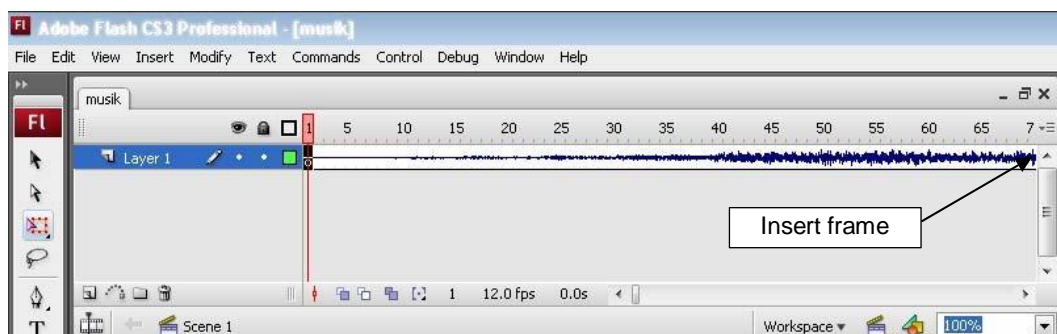 Fl Adobe Flash CS3 Professional - [musik]
File Edit View Insert Modify Text Commands Control Debug Window Help
musik
Fl
1 5 10 15 20 25 30 35 40 45 50 55 60 65 7
Layer 1
Insert frame
1 12.0 fps 0.0s
T
Scene 1 Workspace 100%